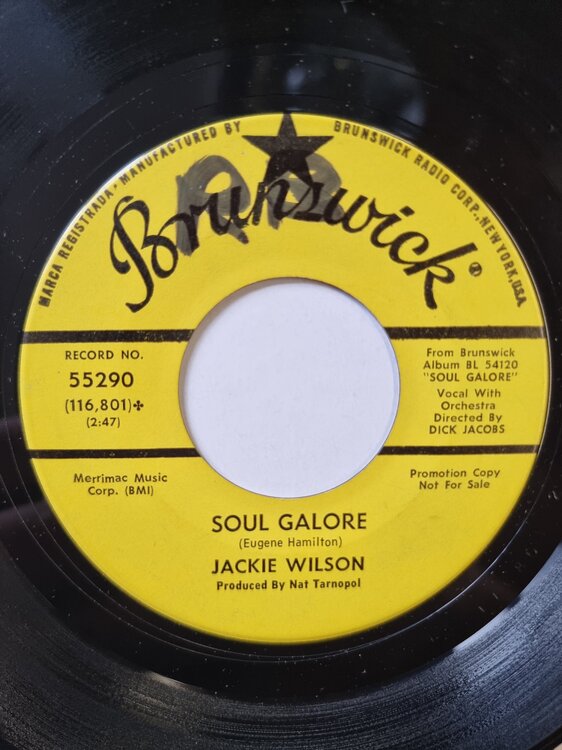 MARCA REGISTRADA • MANUFACTURED BY BRUNSWICK RADIO CORP., NEW YORK, U.S.A.
Brunswick®
RECORD NO.
55290
(116,801)✣
(2:47)
From Brunswick
Album BL 54120
"SOUL GALORE"
Vocal With
Orchestra
Directed By
DICK JACOBS
Merrimac Music
Corp. (BMI)
Promotion Copy
Not For Sale
SOUL GALORE
(Eugene Hamilton)
JACKIE WILSON
Produced By Nat Tarnopol